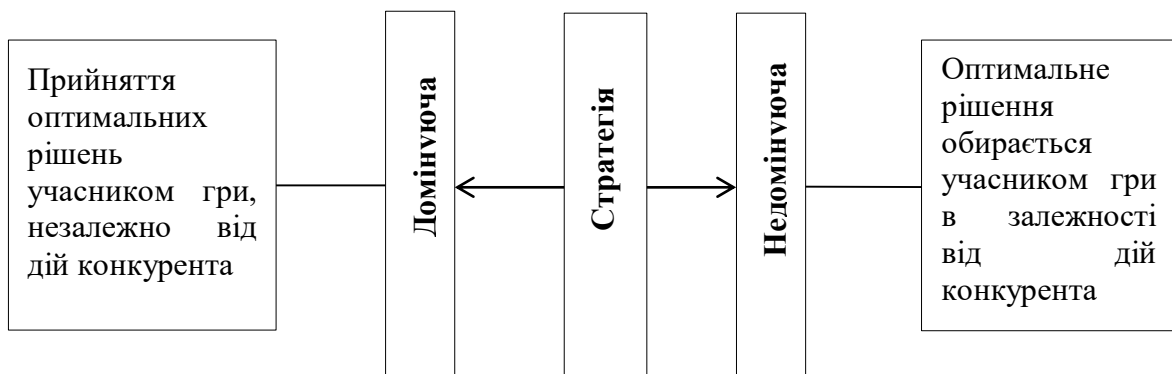 Прийняття
оптимальних
рішень
учасником гри,
незалежно від
дій конкурента
Домінуюча
Стратегія
Недомінуюча
Оптимальне
рішення
обирається
учасником гри
в залежності
від дій
конкурента